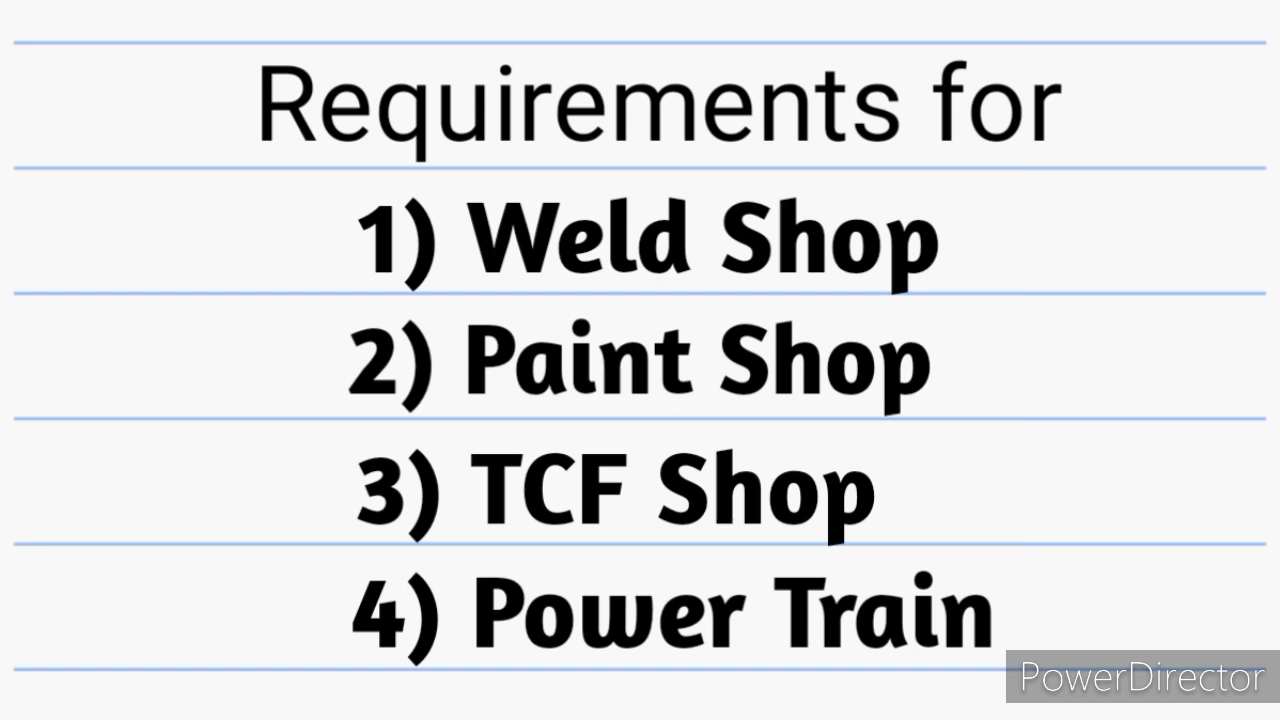 Requirements for
1) Weld Shop
2) Paint Shop
3) TCF Shop
4) Power Train
PowerDirector